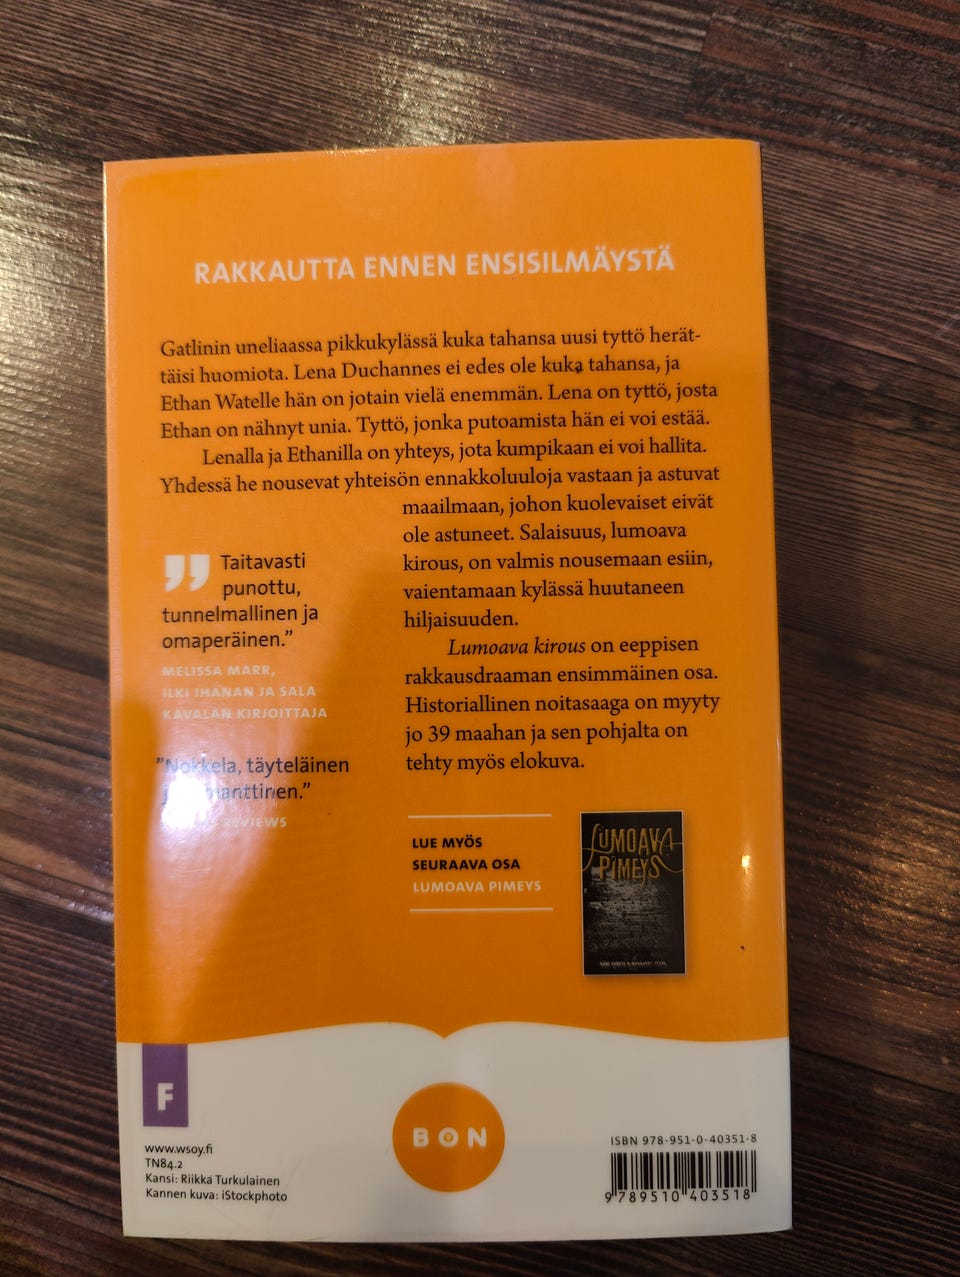 RAKKAUTTA ENNEN ENSISILMÄYSTÄ
Gatlinin uneliaassa pikkukylässä kuka tahansa uusi tyttö herät-
täisi huomiota. Lena Duchannes ei edes ole kuka tahansa, ja
Ethan Watelle hän on jotain vielä enemmän. Lena on tyttö, josta
Ethan on nähnyt unia. Tyttö, jonka putoamista hän ei voi estää.
Lenalla ja Ethanilla on yhteys, jota kumpikaan ei voi hallita.
Yhdessä he nousevat yhteisön ennakkoluuloja vastaan ja astuvat
maailmaan, johon kuolevaiset eivät
ole astuneet. Salaisuus, lumoava
kirous, on valmis nousemaan esiin,
vaientamaan kylässä huutaneen
hiljaisuuden.
Lumoava kirous on eeppisen
rakkausdraaman ensimmäinen osa.
Historiallinen noitasaaga on myyty
jo 39 maahan ja sen pohjalta on
tehty myös elokuva.
” Taitavasti
punottu,
tunnelmallinen ja
omaperäinen.”
MELISSA MARR,
ILKI IHANAN JA SALA
KAVALAN KIRJOITTAJA
”Nokkela, täyteläinen
REVIEWS
LUE MYÖS
SEURAAVA OSA
LUMOAVA PIMEYS
LUMOAVA
PIMEYS
F
www.wsoy.fi
TN84.2
Kansi: Riikka Turkulainen
Kannen kuva: iStockphoto
BON
ISBN 978-951-0-40351-8
9 789510 403518